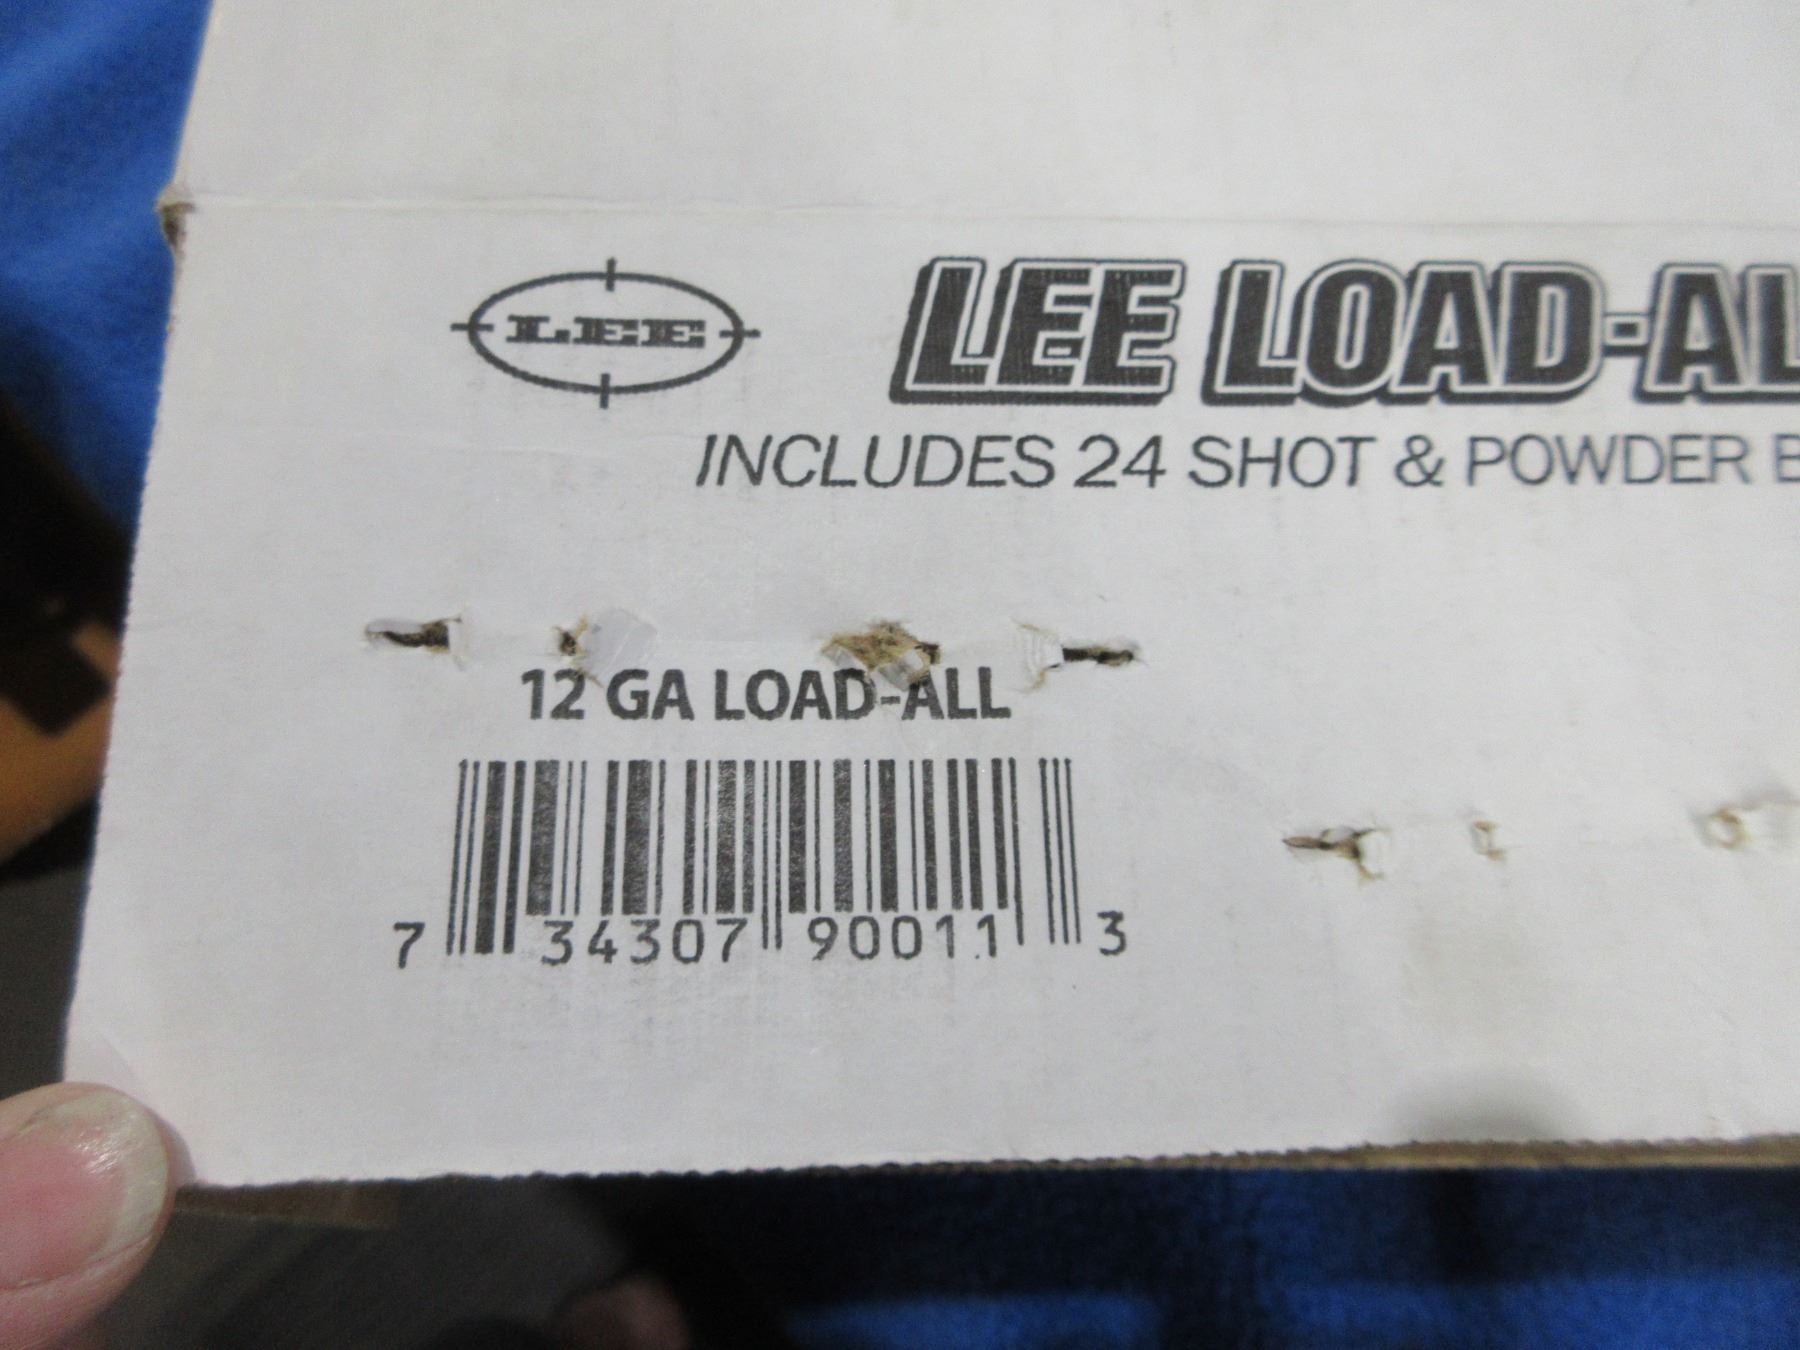 LEE
LEE LOAD-AL
INCLUDES 24 SHOT & POWDER B
12 GA LOAD-ALL
7 34307 90011 3